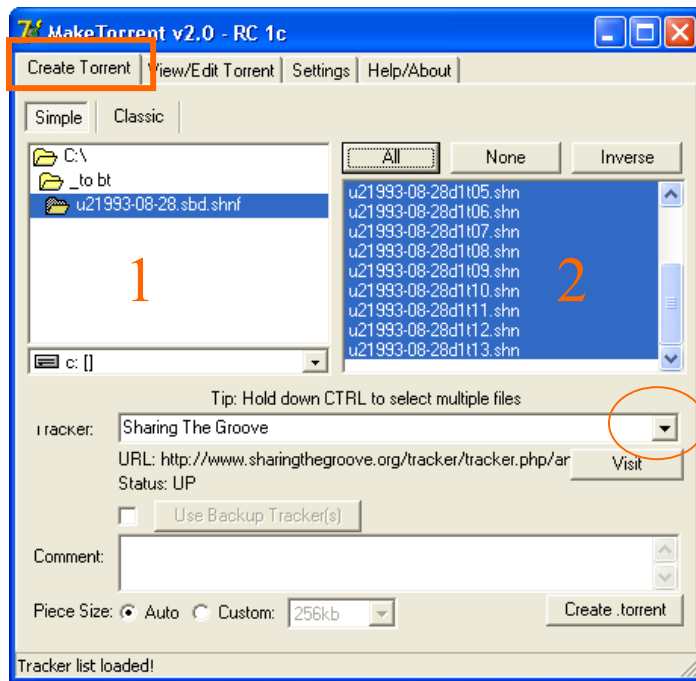 MakeTorrent v2.0 - RC 1c
Create Torrent View/Edit Torrent Settings Help/About
Simple Classic
C:\
_to bt
u21993-08-28.sbd.shnf
1
c: []
All None Inverse
u21993-08-28d1t05.shn
u21993-08-28d1t06.shn
u21993-08-28d1t07.shn
u21993-08-28d1t08.shn
u21993-08-28d1t09.shn
u21993-08-28d1t10.shn
u21993-08-28d1t11.shn
u21993-08-28d1t12.shn
u21993-08-28d1t13.shn
2
Tip: Hold down CTRL to select multiple files
Tracker: Sharing The Groove
URL: http://www.sharingthegroove.org/tracker/tracker.php/an Visit
Status: UP
Use Backup Tracker(s)
Comment:
Piece Size: Auto Custom: 256kb Create .torrent
Tracker list loaded!